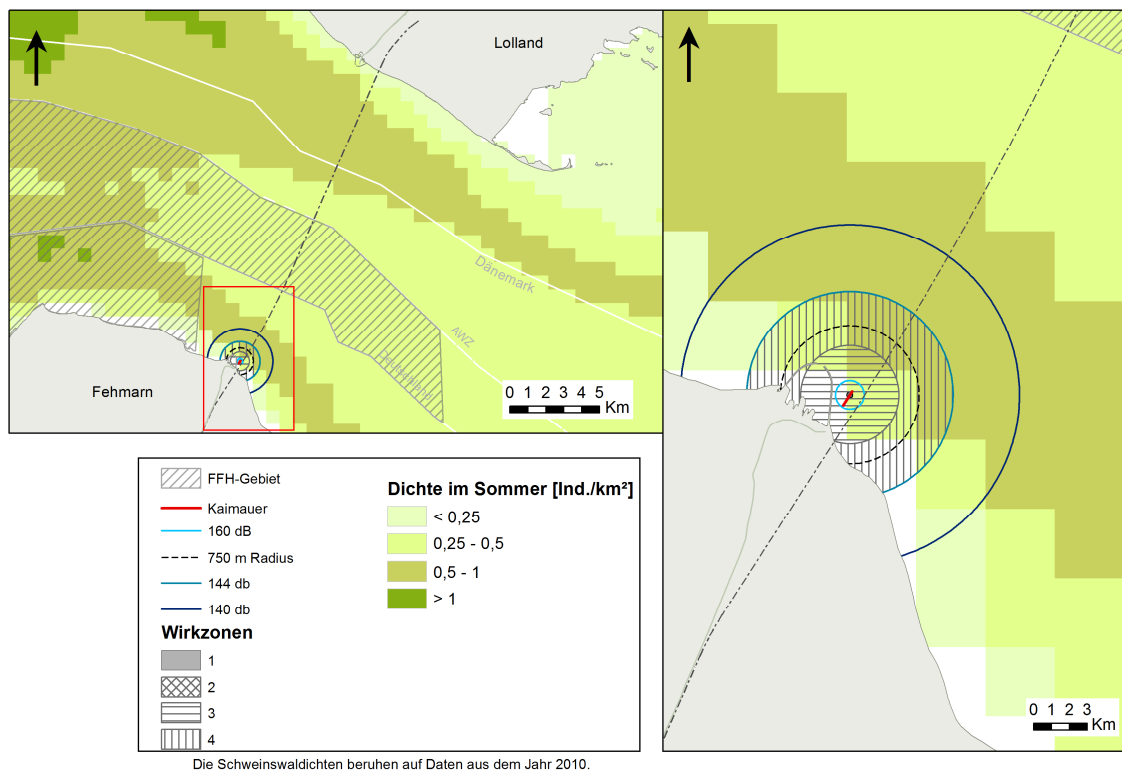 Lolland
Dänemark
AWZ
Fehmarn
0 1 2 3 4 5
Km
0 1 2 3
Km
FFH-Gebiet
Kaimauer
160 dB
750 m Radius
144 db
140 db
Wirkzonen
1
2
3
4
Dichte im Sommer [Ind./km²]
< 0,25
0,25 - 0,5
0,5 - 1
> 1
Die Schweinswaldichten beruhen auf Daten aus dem Jahr 2010.